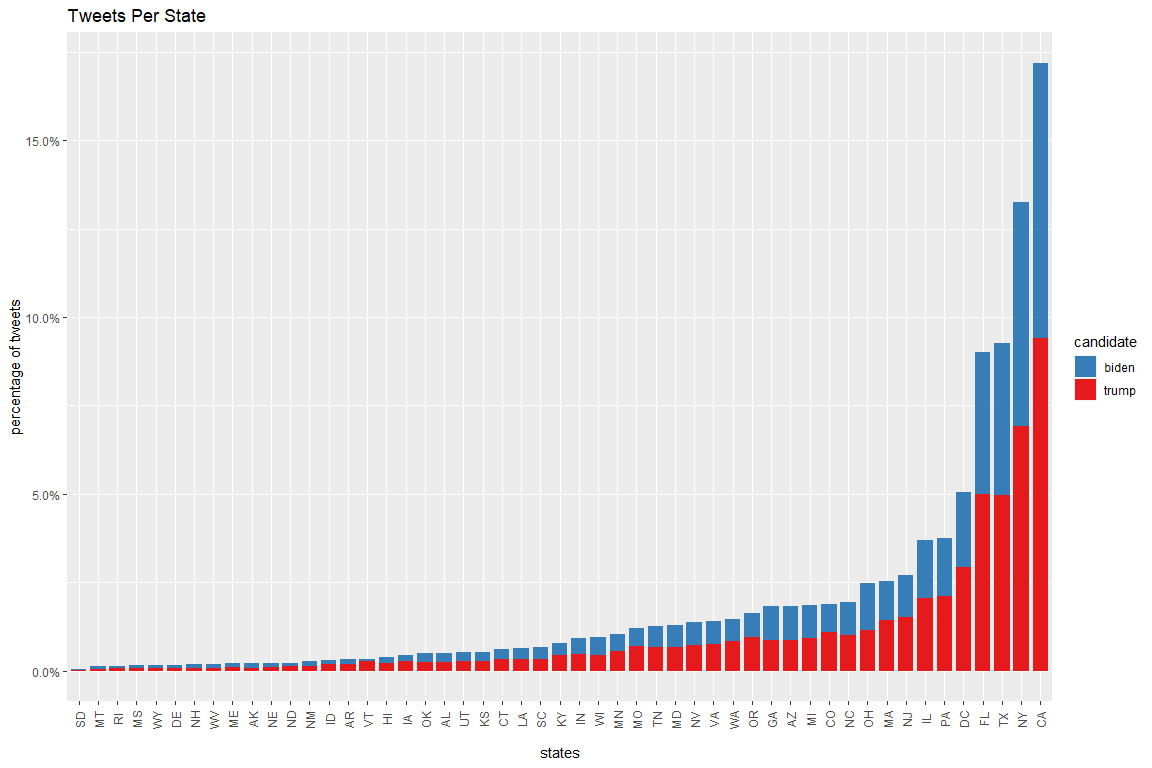 Tweets Per State
percentage of tweets
15.0%
10.0%
5.0%
0.0%
SD MT RI MS WY DE NH WV ME AK NE ND NM ID AR VT HI IA OK AL UT KS CT LA SC KY IN WI MN MO TN MD NV VA WA OR GA AZ MI CO NC OH MA NJ IL PA DC FL TX NY CA
states
candidate
biden
trump